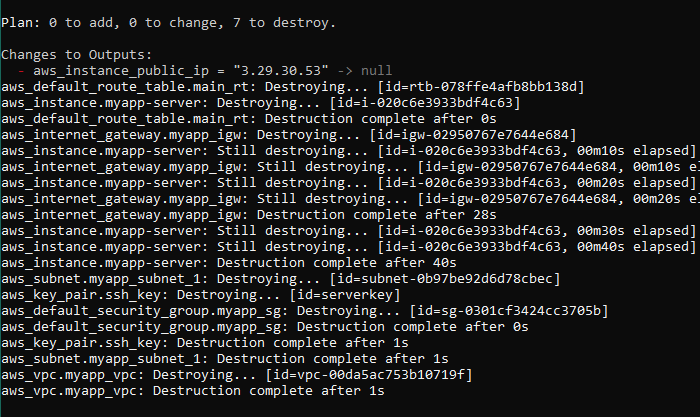 Plan: 0 to add, 0 to change, 7 to destroy.
Changes to Outputs:
- aws_instance_public_ip = "3.29.30.53" -> null
aws_default_route_table.main_rt: Destroying... [id=rtb-078ffe4afb8bb138d]
aws_instance.myapp-server: Destroying... [id=i-020c6e3933bdf4c63]
aws_default_route_table.main_rt: Destruction complete after 0s
aws_internet_gateway.myapp_igw: Destroying... [id=igw-02950767e7644e684]
aws_instance.myapp-server: Still destroying... [id=i-020c6e3933bdf4c63, 00m10s elapsed]
aws_internet_gateway.myapp_igw: Still destroying... [id=igw-02950767e7644e684, 00m10s el
aws_instance.myapp-server: Still destroying... [id=i-020c6e3933bdf4c63, 00m20s elapsed]
aws_internet_gateway.myapp_igw: Still destroying... [id=igw-02950767e7644e684, 00m20s el
aws_internet_gateway.myapp_igw: Destruction complete after 28s
aws_instance.myapp-server: Still destroying... [id=i-020c6e3933bdf4c63, 00m30s elapsed]
aws_instance.myapp-server: Still destroying... [id=i-020c6e3933bdf4c63, 00m40s elapsed]
aws_instance.myapp-server: Destruction complete after 40s
aws_subnet.myapp_subnet_1: Destroying... [id=subnet-0b97be92d6d78cbec]
aws_key_pair.ssh_key: Destroying... [id=serverkey]
aws_default_security_group.myapp_sg: Destroying... [id=sg-0301cf3424cc3705b]
aws_default_security_group.myapp_sg: Destruction complete after 0s
aws_key_pair.ssh_key: Destruction complete after 1s
aws_subnet.myapp_subnet_1: Destruction complete after 1s
aws_vpc.myapp_vpc: Destroying... [id=vpc-00da5ac753b10719f]
aws_vpc.myapp_vpc: Destruction complete after 1s